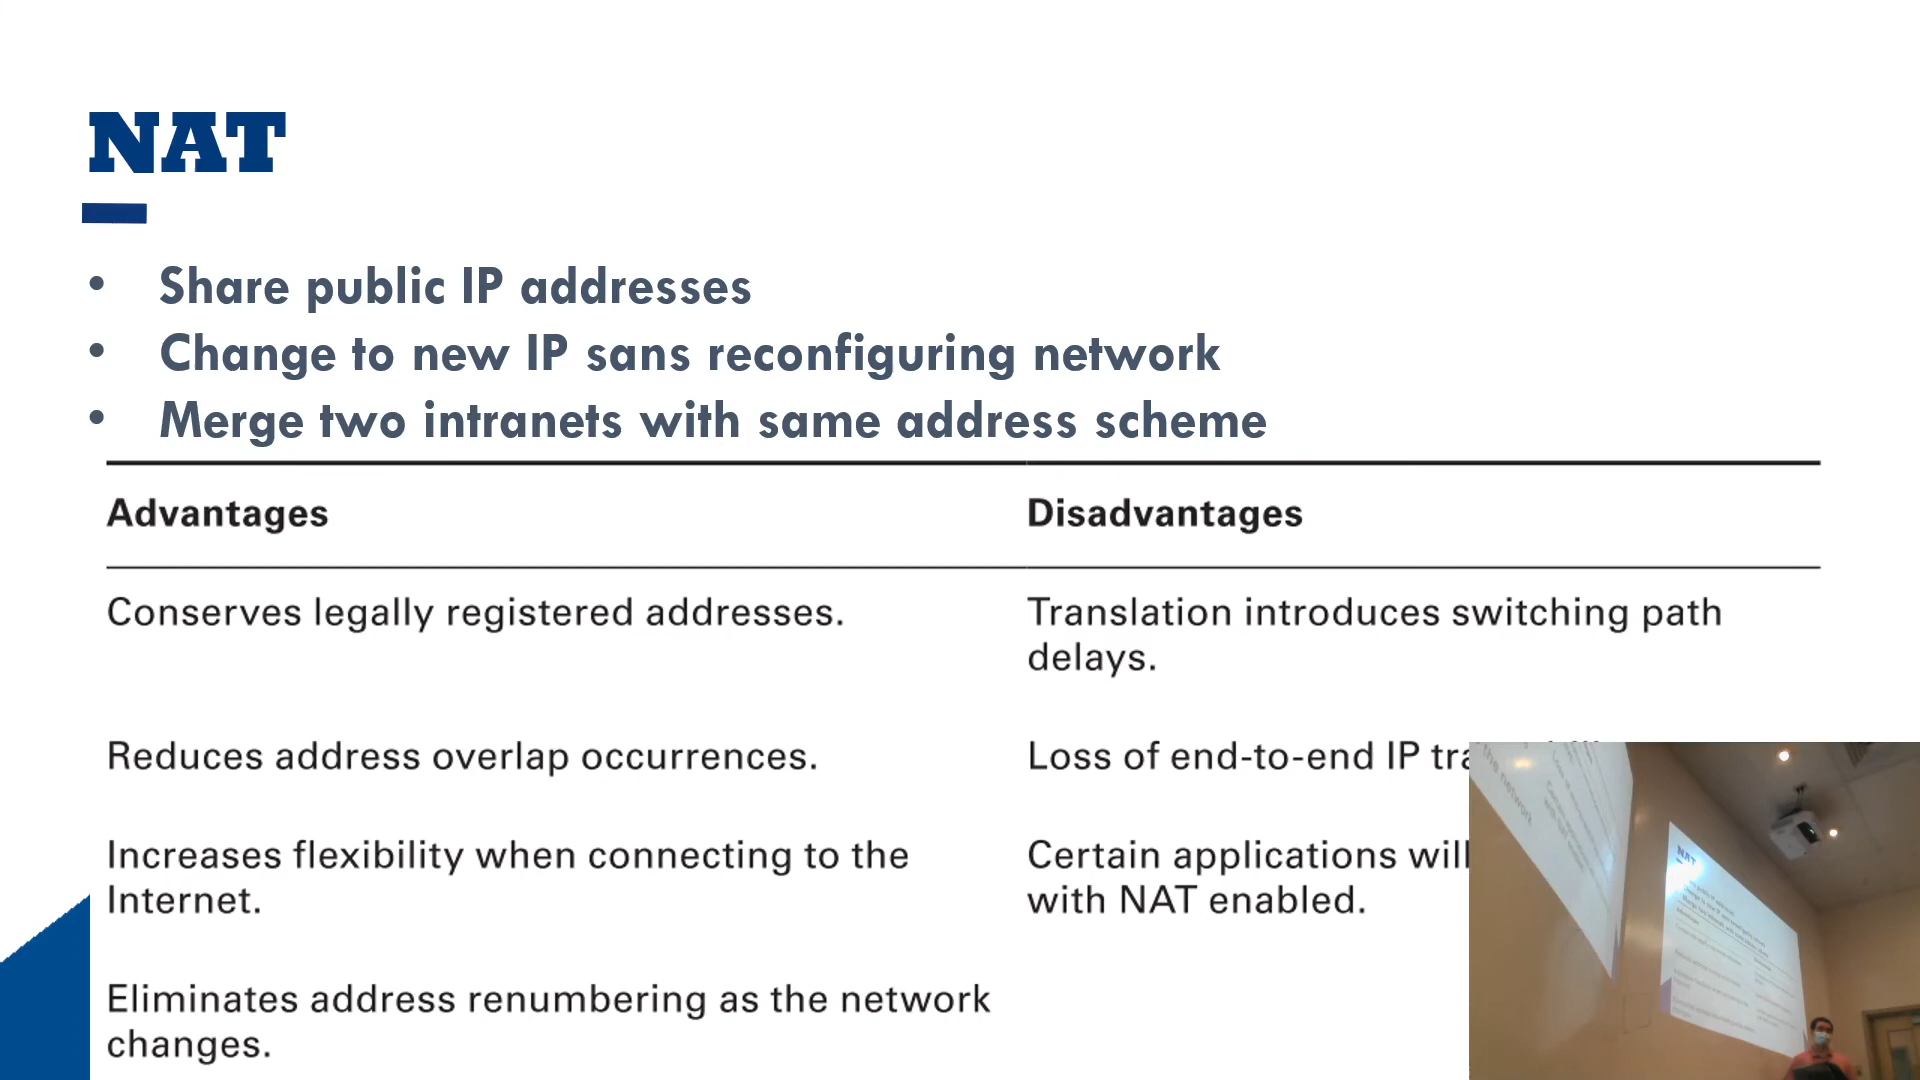 NAT
• Share public IP addresses
• Change to new IP sans reconfiguring network
• Merge two intranets with same address scheme
Advantages
Disadvantages
Conserves legally registered addresses.
Translation introduces switching path
delays.
Reduces address overlap occurrences.
Loss of end-to-end IP
Increases flexibility when connecting to the
Internet.
Certain applications will
with NAT enabled.
Eliminates address renumbering as the network
changes.
the network
NAT